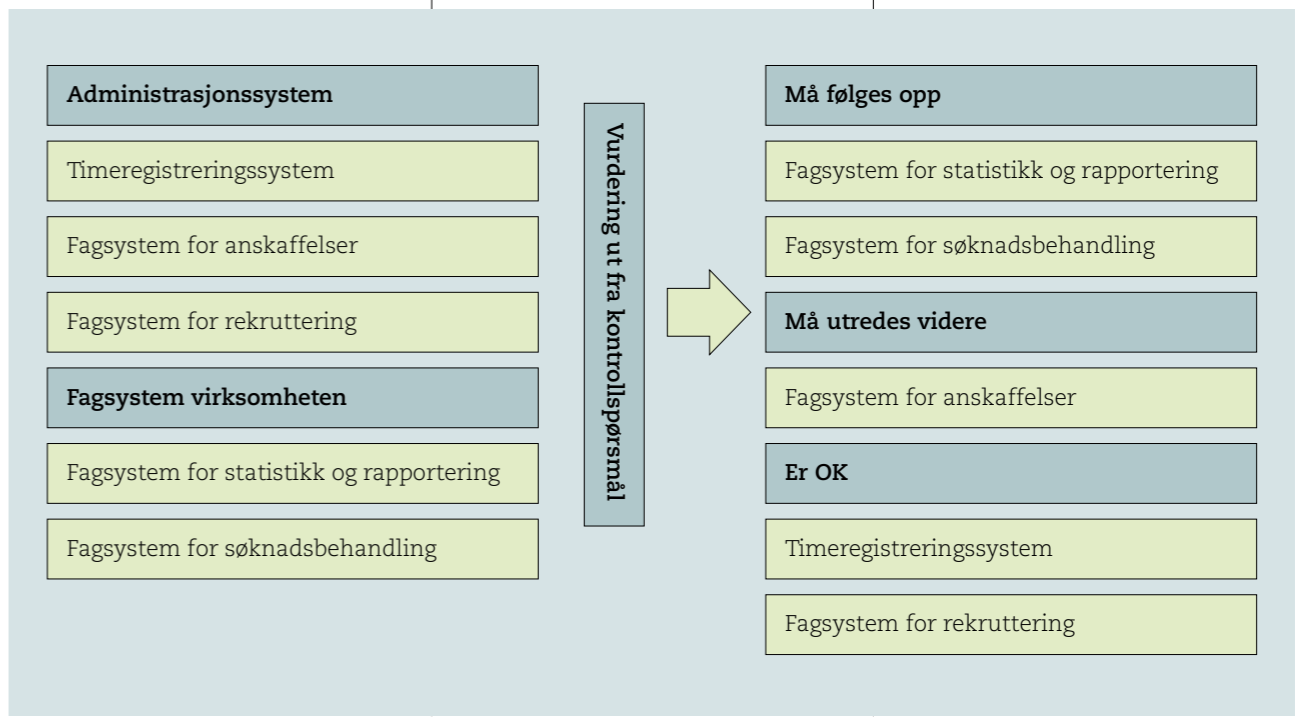 Administrasjonssystem
Timeregistreringssystem
Fagsystem for anskaffelser
Fagsystem for rekruttering
Fagsystem virksomheten
Fagsystem for statistikk og rapportering
Fagsystem for søknadsbehandling
Vurdering ut fra kontrollspørsmål
Må følges opp
Fagsystem for statistikk og rapportering
Fagsystem for søknadsbehandling
Må utredes videre
Fagsystem for anskaffelser
Er OK
Timeregistreringssystem
Fagsystem for rekruttering